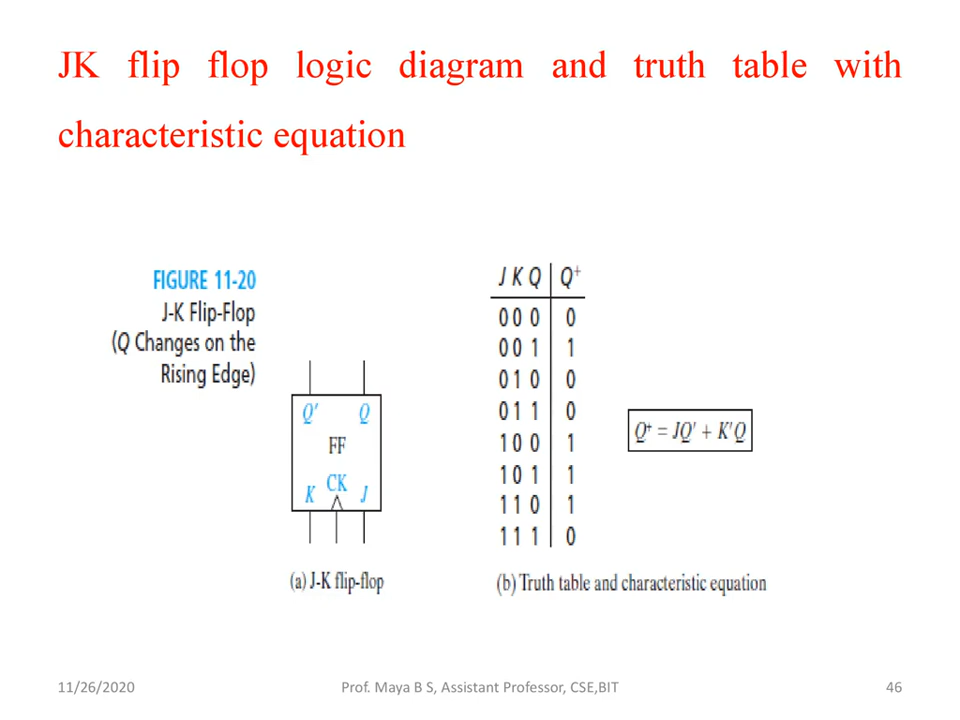 JK flip flop logic diagram and truth table with
characteristic equation
FIGURE 11-20
J-K Flip-Flop
(Q Changes on the
Rising Edge)
Q′ Q
FF
K CK J
(a) J-K flip-flop
J K Q Q⁺
0 0 0 0
0 0 1 1
0 1 0 0
0 1 1 0
1 0 0 1
1 0 1 1
1 1 0 1
1 1 1 0
Q⁺ = JQ′ + K′Q
(b) Truth table and characteristic equation
11/26/2020
Prof. Maya B S, Assistant Professor, CSE,BIT
46